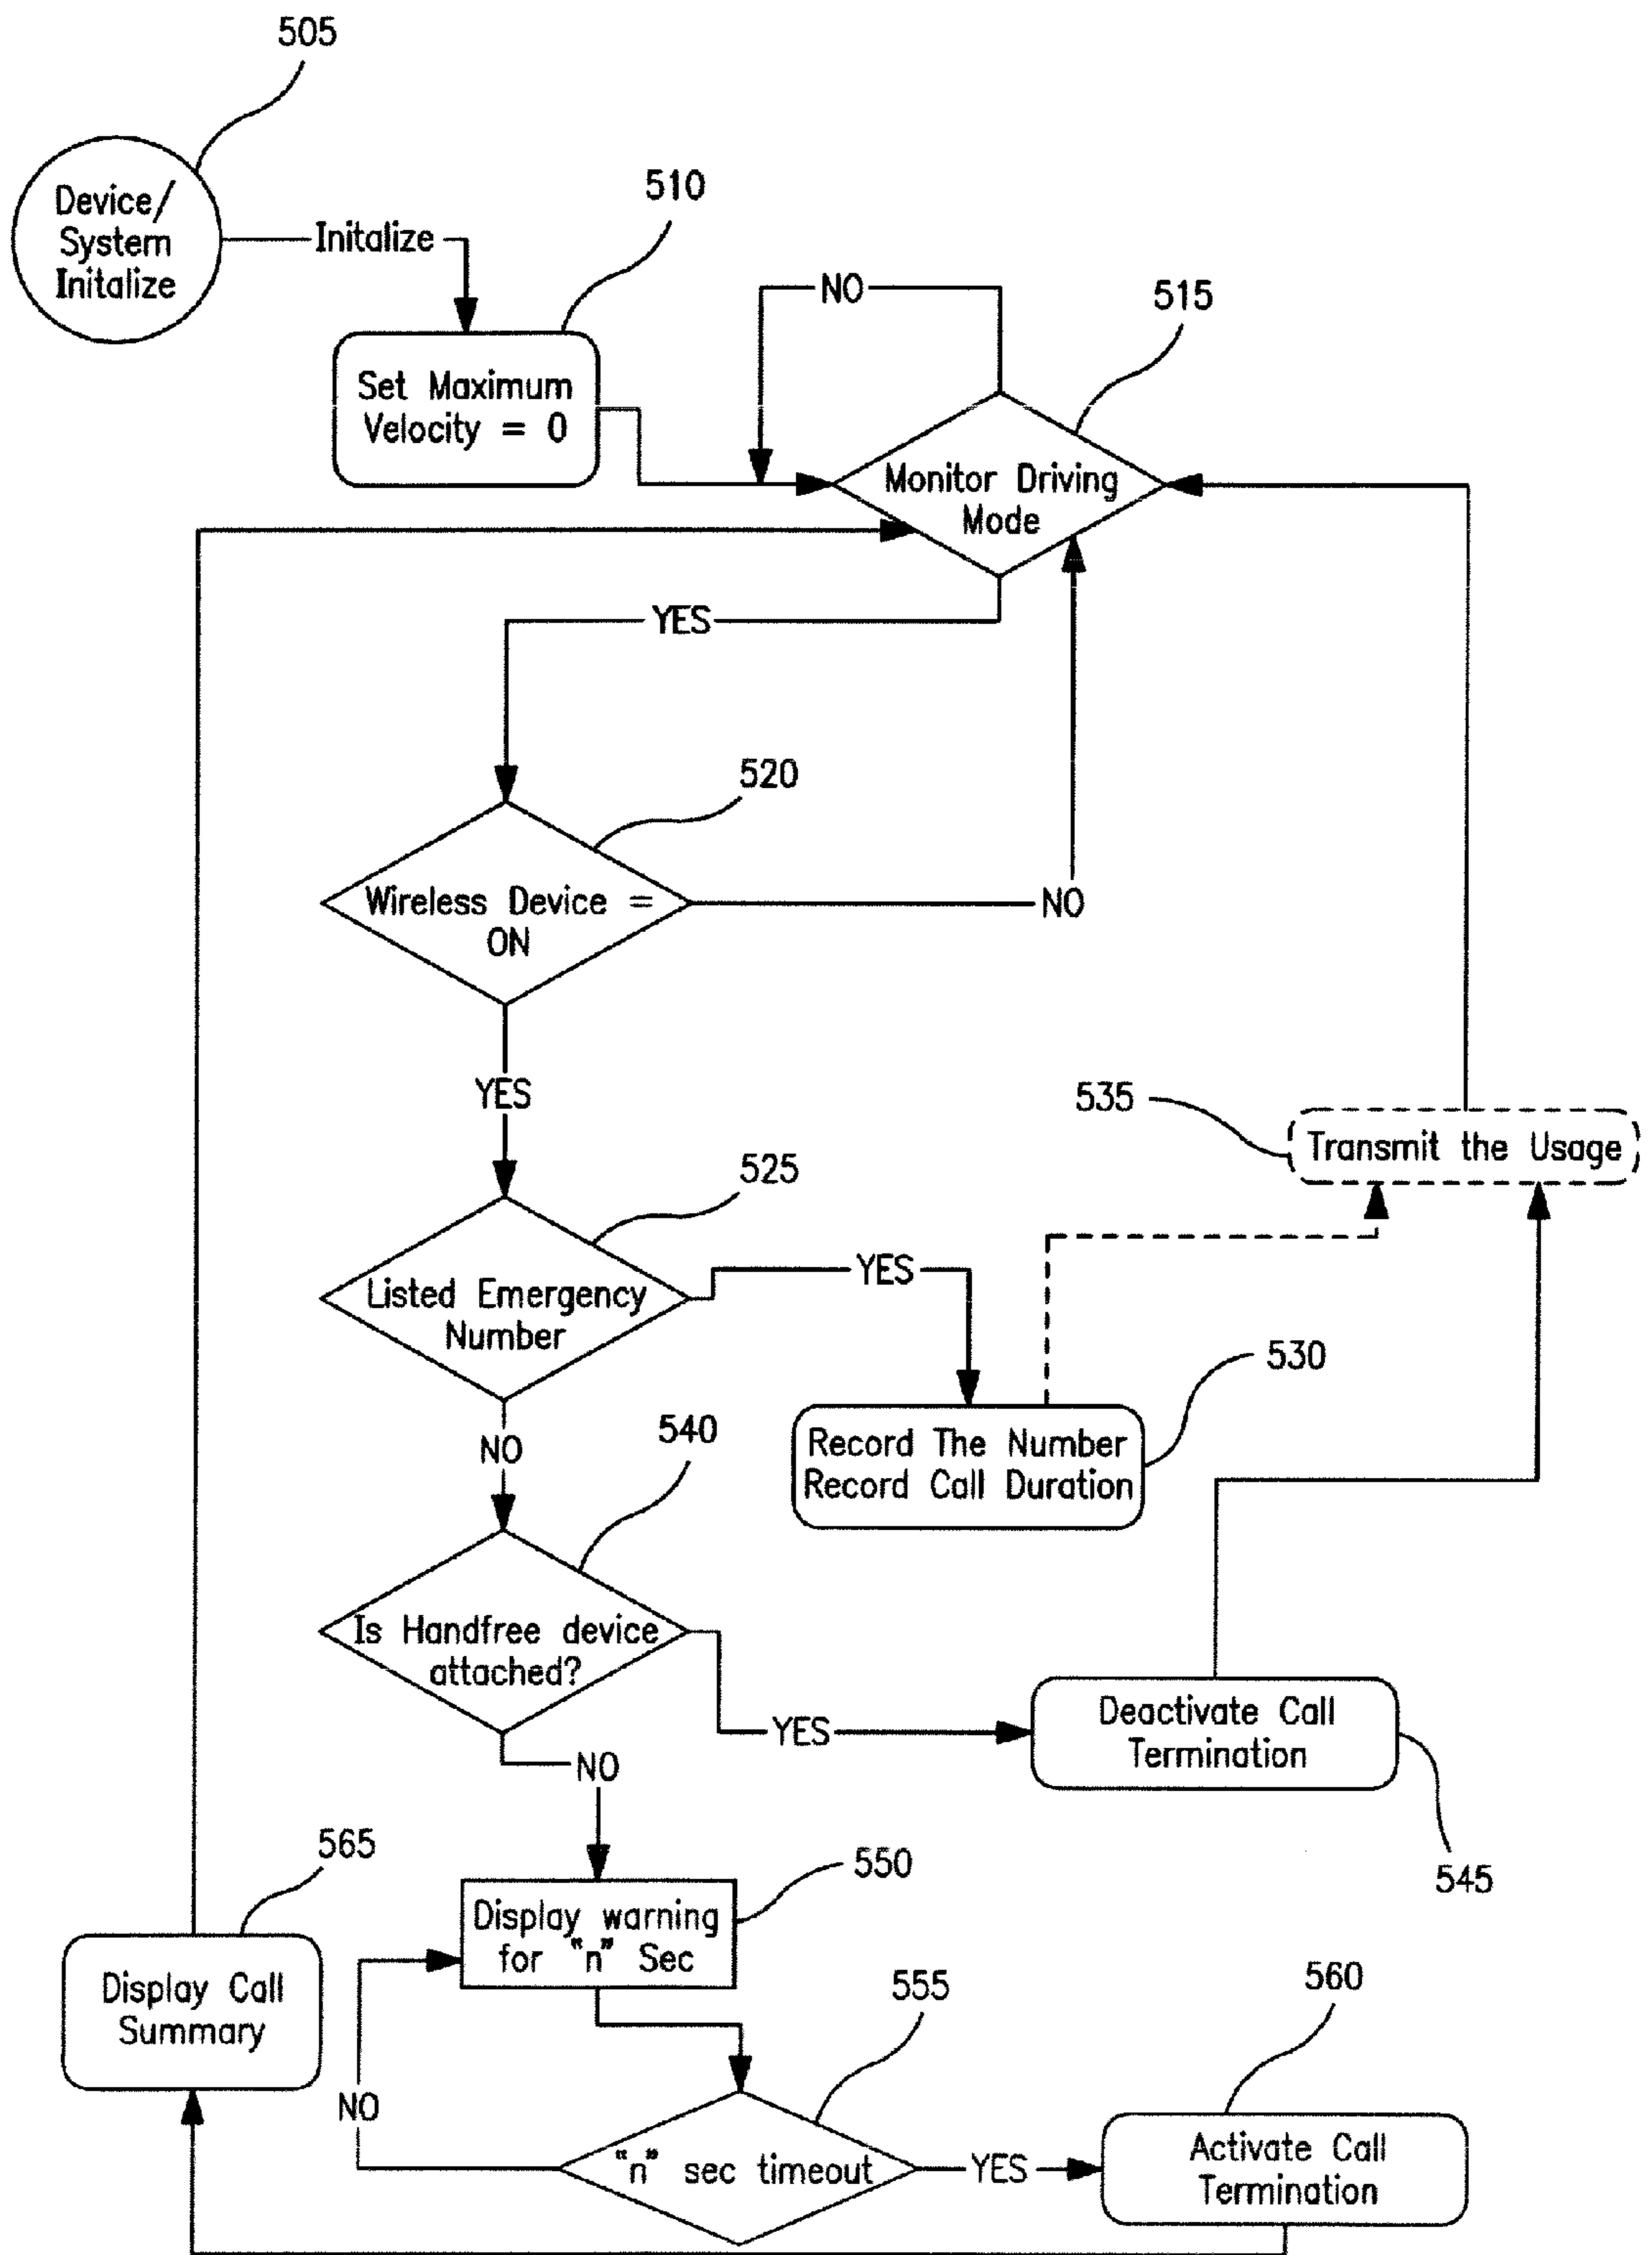 505
Device/
System
Initalize
Initalize
510
Set Maximum
Velocity = 0
NO
515
Monitor Driving
Mode
YES
520
Wireless Device =
ON
NO
YES
535
Transmit the Usage
525
Listed Emergency
Number
YES
530
Record The Number
Record Call Duration
NO
540
Is Handfree device
attached?
YES
Deactivate Call
Termination
545
NO
565
Display Call
Summary
550
Display warning
for "n" Sec
NO
555
"n" sec timeout
YES
560
Activate Call
Termination